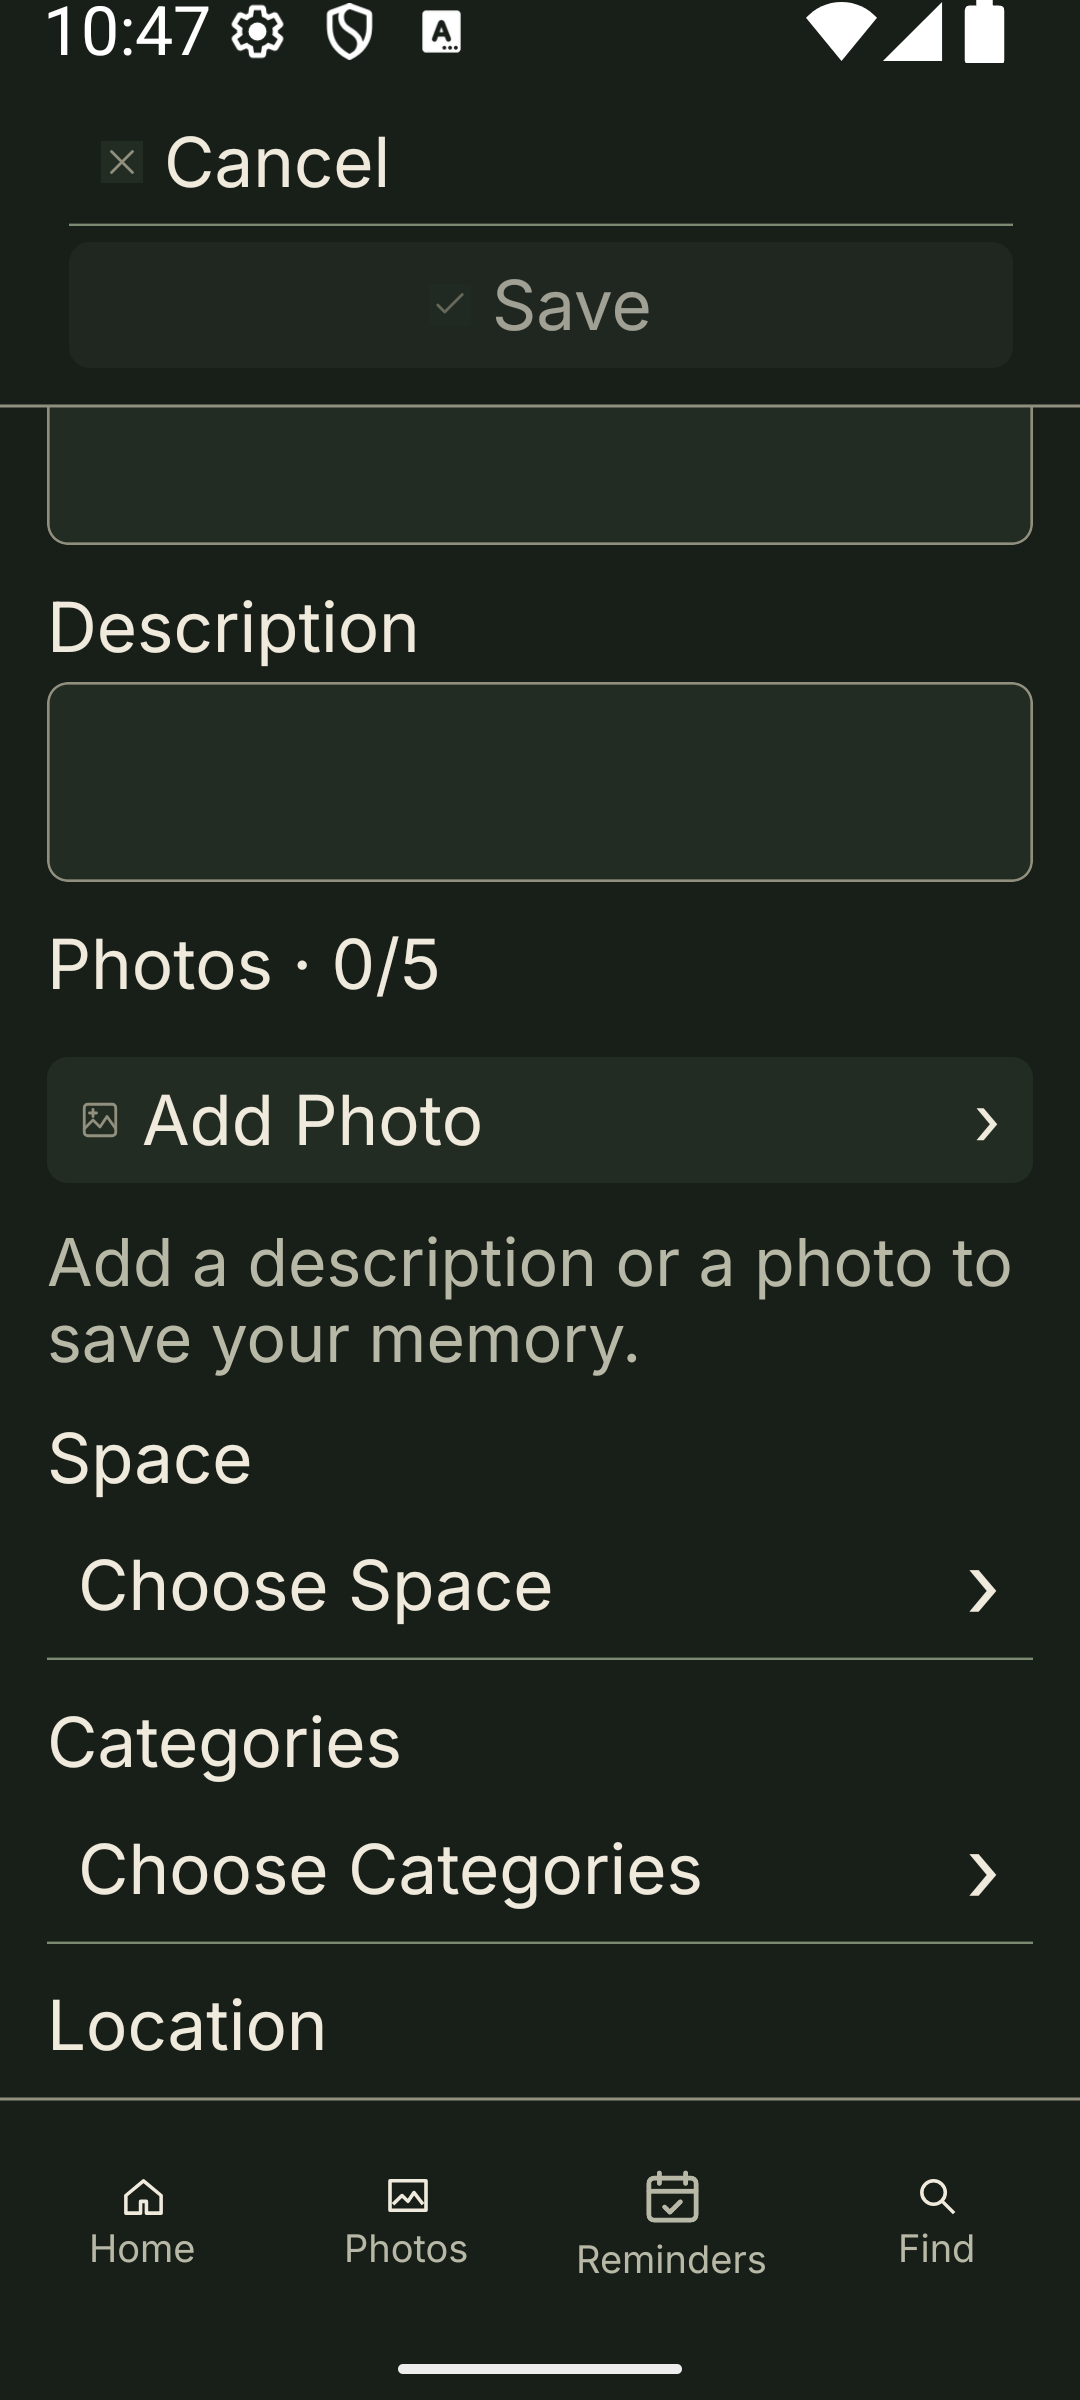 10:47
Cancel
Save
Description
Photos · 0/5
Add Photo
Add a description or a photo to
save your memory.
Space
Choose Space
Categories
Choose Categories
Location
Home
Photos
Reminders
Find